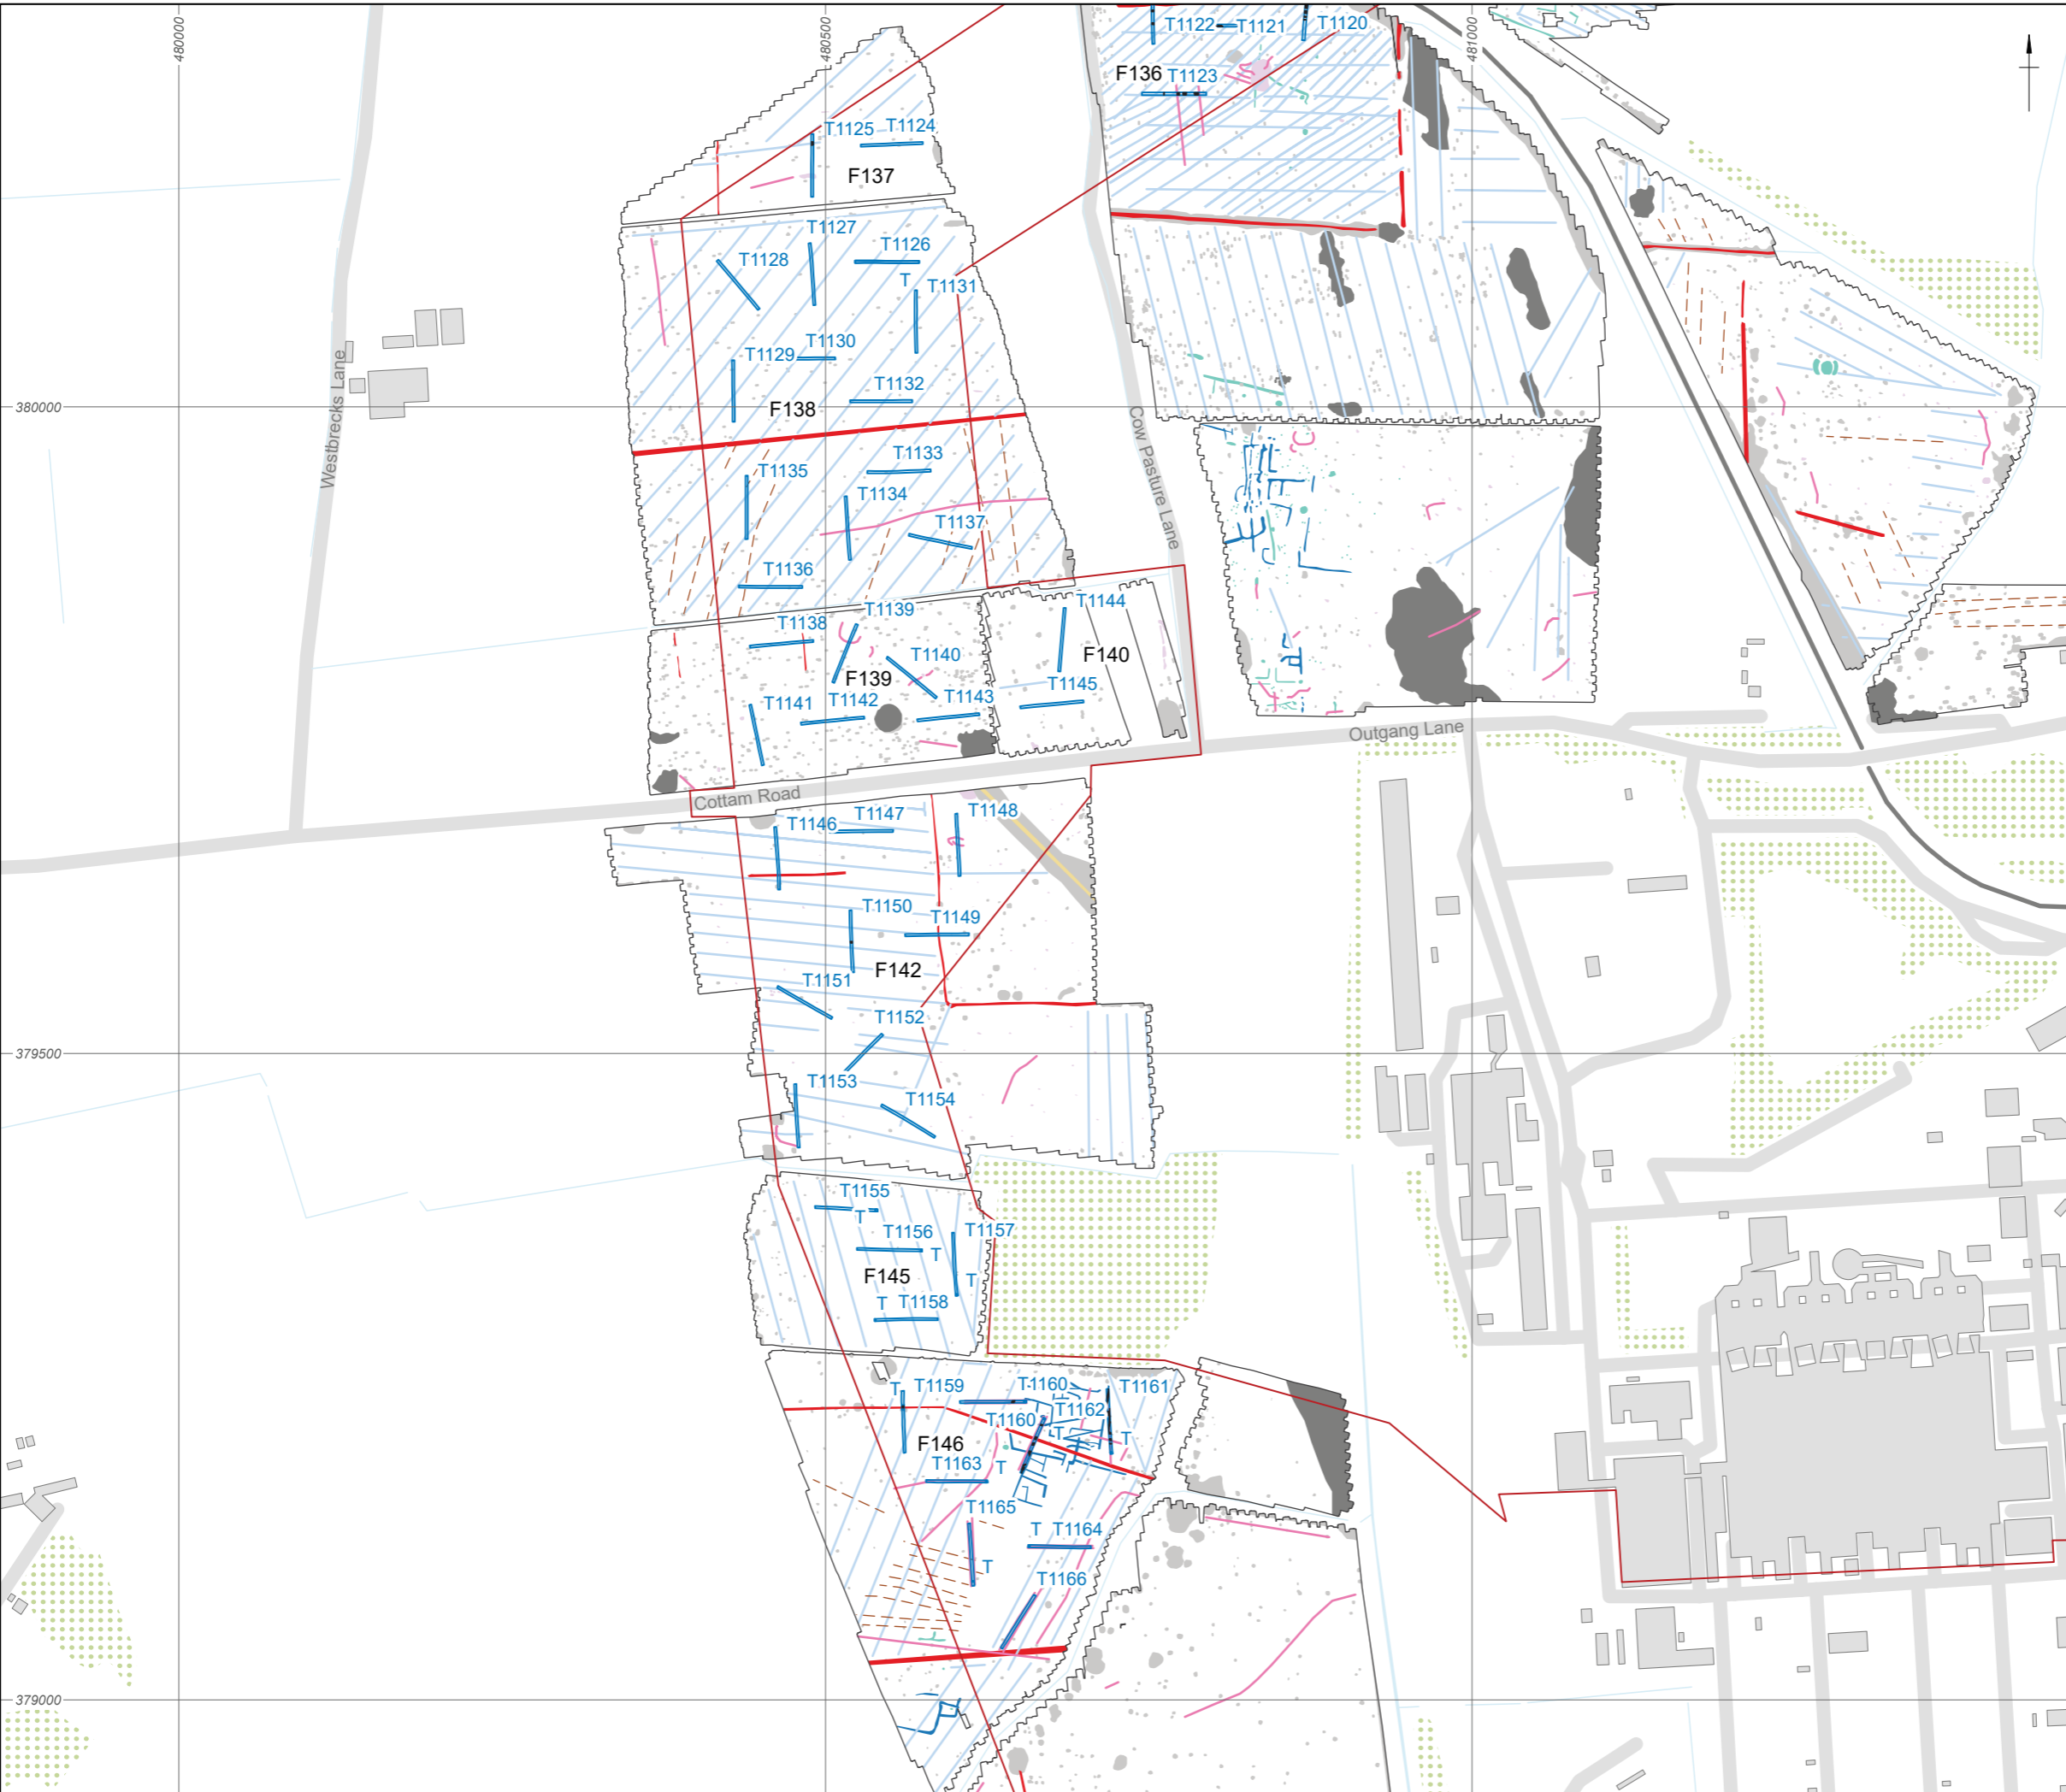 480000
480500
481000
T1122
T1121
T1120
F136
T1123
T1125
T1124
F137
T1127
T1126
T1128
T
T1131
T1130
T1129
Westbrecks Lane
T1132
380000
F138
Cow Pasture Lane
T1133
T1135
T1134
T1137
T1136
T1139
T1144
T1138
T1140
F140
F139
T1145
T1141
T1142
T1143
Outgang Lane
Cottam Road
T1146
T1147
T1148
T1150
T1149
F142
T1151
T1152
379500
T1153
T1154
T1155
T
T1156
T
T1157
F145
T
T
T1158
T
T1159
T1160
T1161
T1160
T1162
T
T
F146
T1163
T
T1165
T
T1164
T
T1166
379000